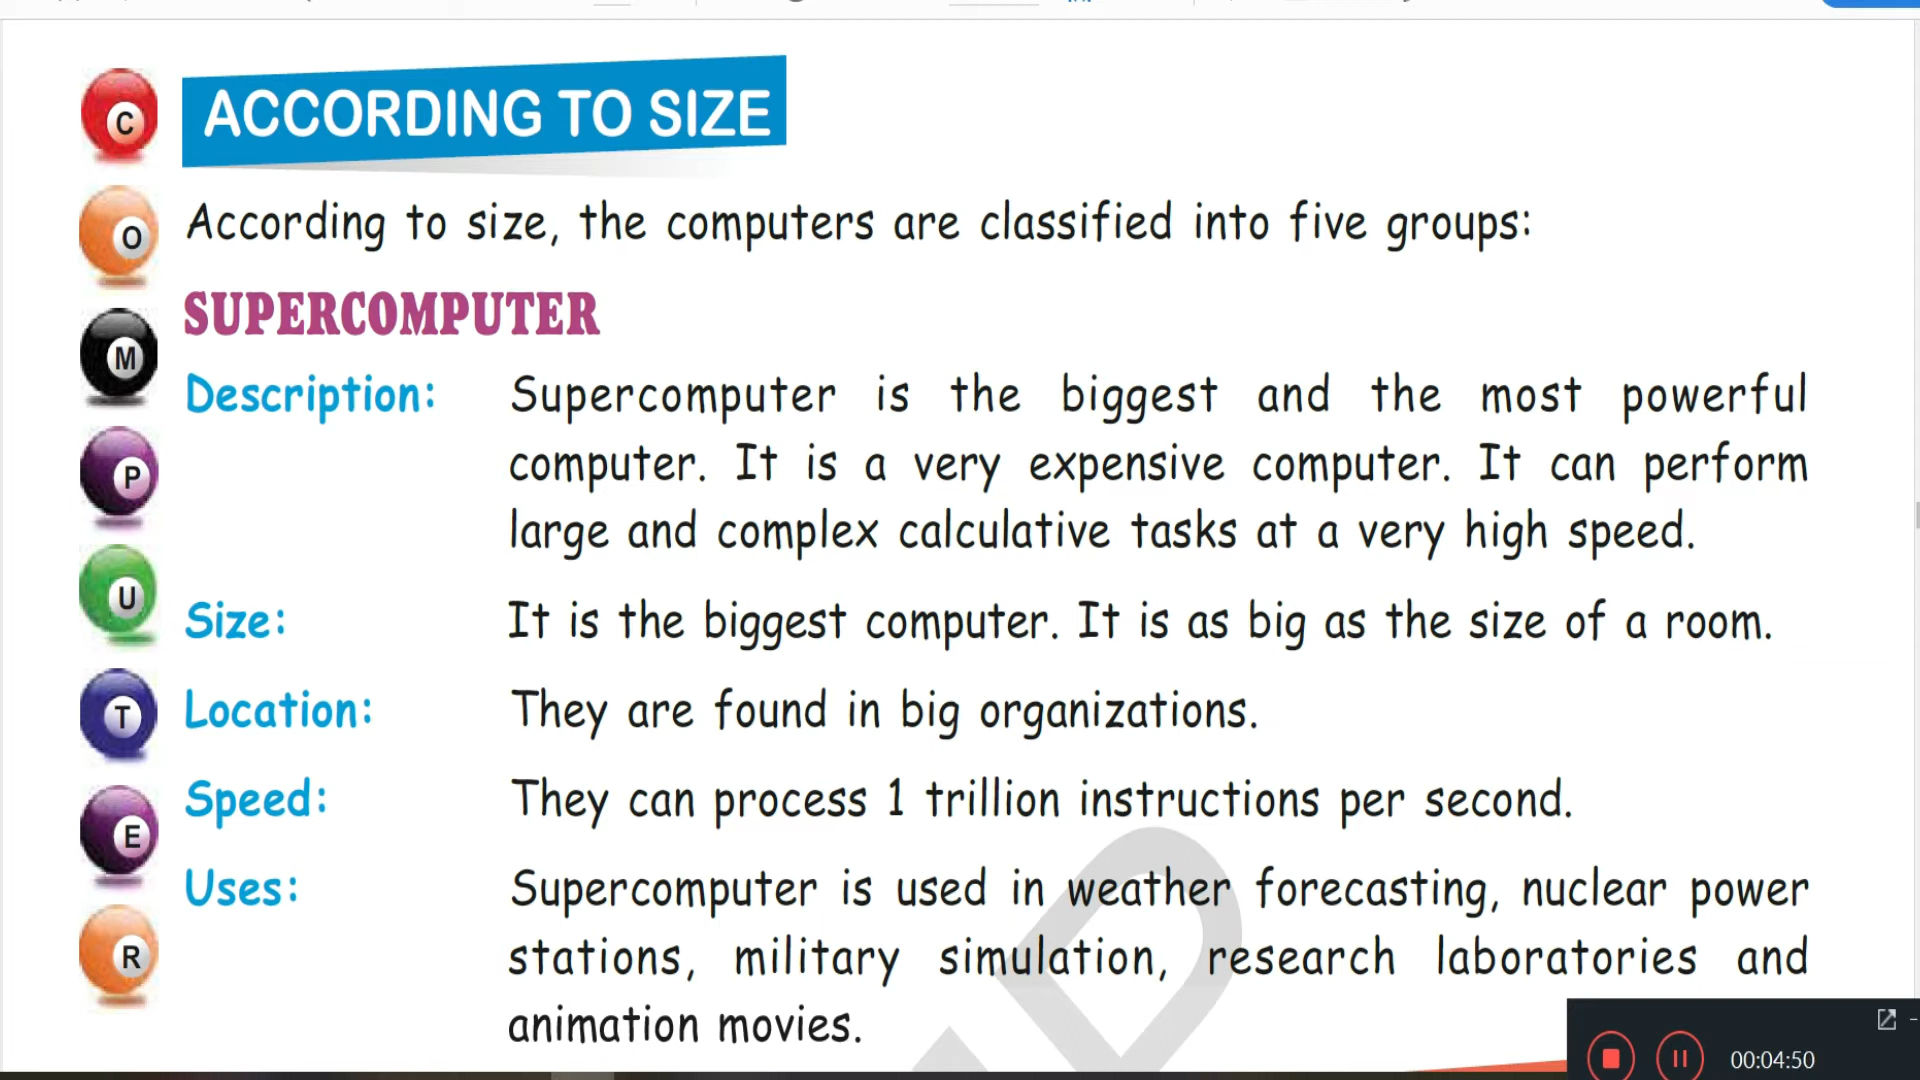 ACCORDING TO SIZE
According to size, the computers are classified into five groups:
SUPERCOMPUTER
Description: Supercomputer is the biggest and the most powerful
computer. It is a very expensive computer. It can perform
large and complex calculative tasks at a very high speed.
Size: It is the biggest computer. It is as big as the size of a room.
Location: They are found in big organizations.
Speed: They can process 1 trillion instructions per second.
Uses: Supercomputer is used in weather forecasting, nuclear power
stations, military simulation, research laboratories and
animation movies.
C
O
M
P
U
T
E
R
00:04:50